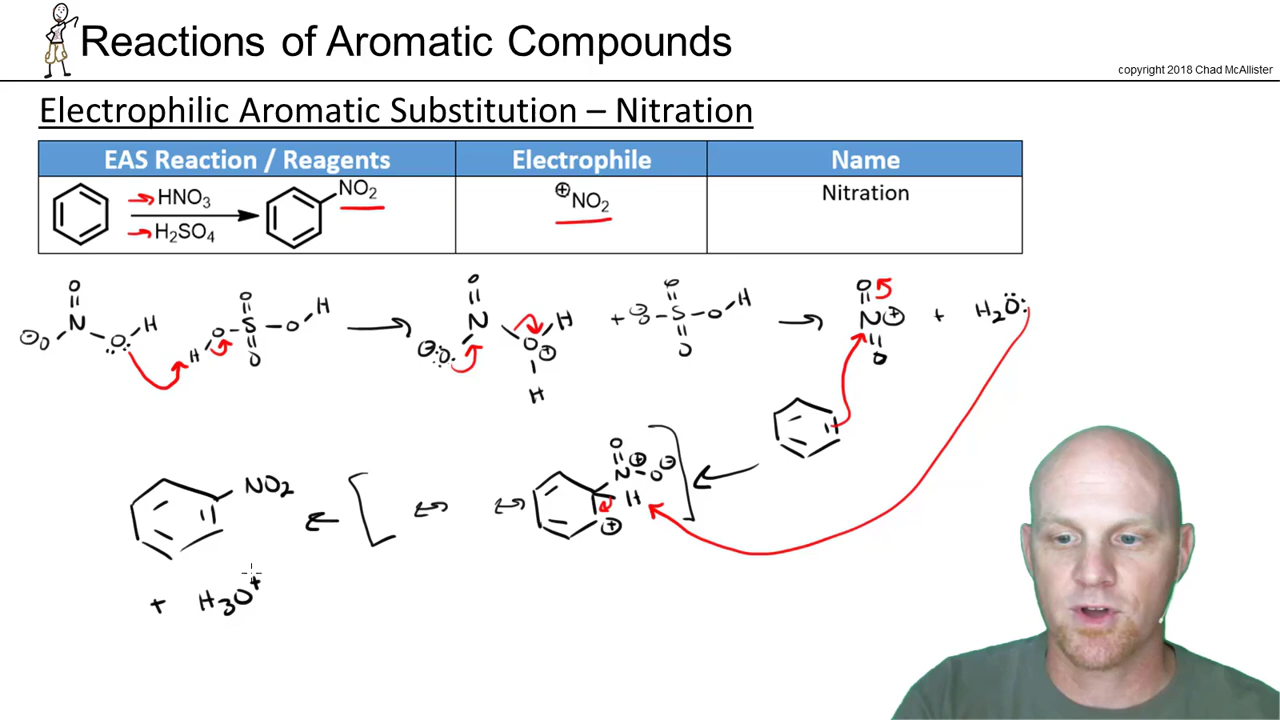 Reactions of Aromatic Compounds
copyright 2018 Chad McAllister
Electrophilic Aromatic Substitution – Nitration
EAS Reaction / Reagents Electrophile Name
HNO3 NO2 ⊕NO2 Nitration
H2SO4
O O O O O
N O H O S O H N O H + ⊖O S O H N ⊕ + H2O
⊖O H O ⊖O ⊕ O O
H
O
N ⊕ O ⊖
NO2 H
⊕
+ H3O+